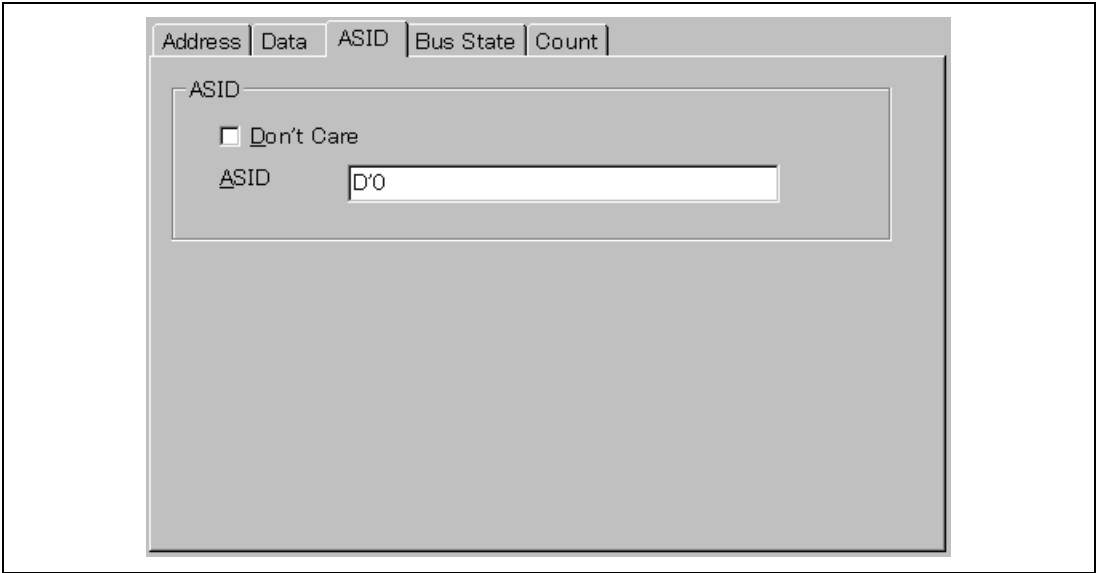 Address Data ASID Bus State Count
ASID
Don't Care
ASID D'0